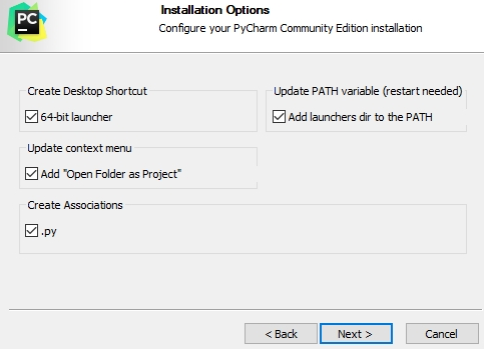 PC
Installation Options
Configure your PyCharm Community Edition installation
Create Desktop Shortcut
64-bit launcher
Update PATH variable (restart needed)
Add launchers dir to the PATH
Update context menu
Add "Open Folder as Project"
Create Associations
.py
< Back
Next >
Cancel